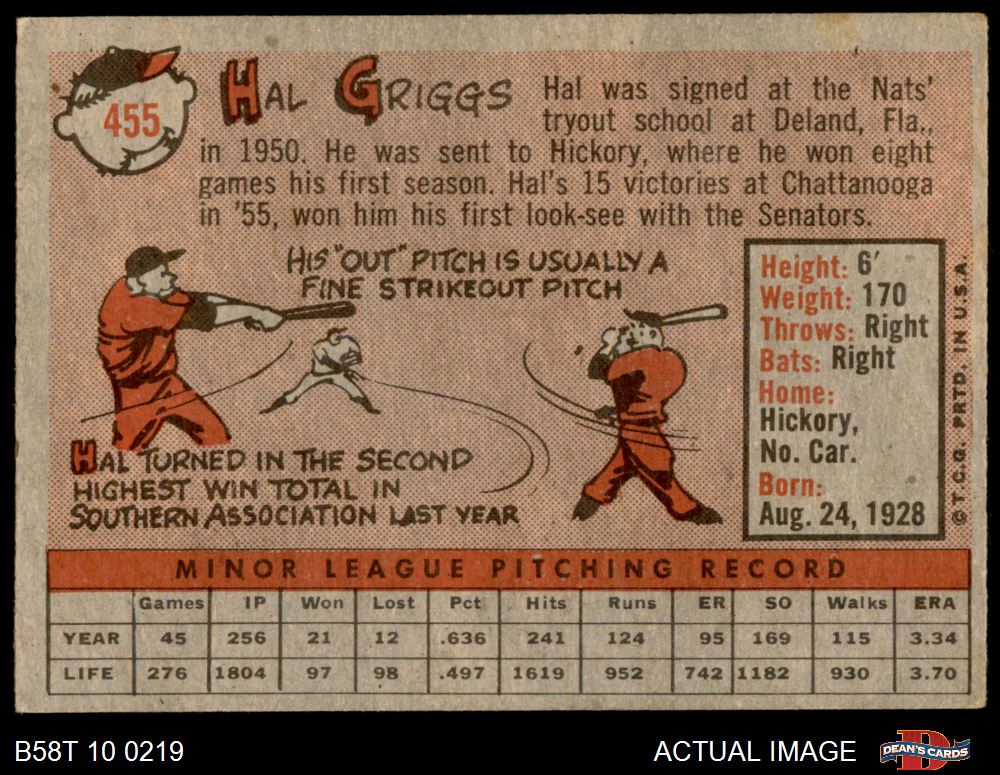 455
HAL GRIGGS
Hal was signed at the Nats'
tryout school at Deland, Fla.,
in 1950. He was sent to Hickory, where he won eight
games his first season. Hal's 15 victories at Chattanooga
in '55, won him his first look-see with the Senators.
HIS "OUT" PITCH IS USUALLY A
FINE STRIKEOUT PITCH
HAL TURNED IN THE SECOND
HIGHEST WIN TOTAL IN
SOUTHERN ASSOCIATION LAST YEAR
Height: 6'
Weight: 170
Throws: Right
Bats: Right
Home:
Hickory,
No. Car.
Born:
Aug. 24, 1928
© T.C.G. PRTD. IN U.S.A.
MINOR LEAGUE PITCHING RECORD
Games IP Won Lost Pct Hits Runs ER SO Walks ERA
YEAR 45 256 21 12 .636 241 124 95 169 115 3.34
LIFE 276 1804 97 98 .497 1619 952 742 1182 930 3.70
B58T 10 0219
ACTUAL IMAGE
D
DEAN'S CARDS